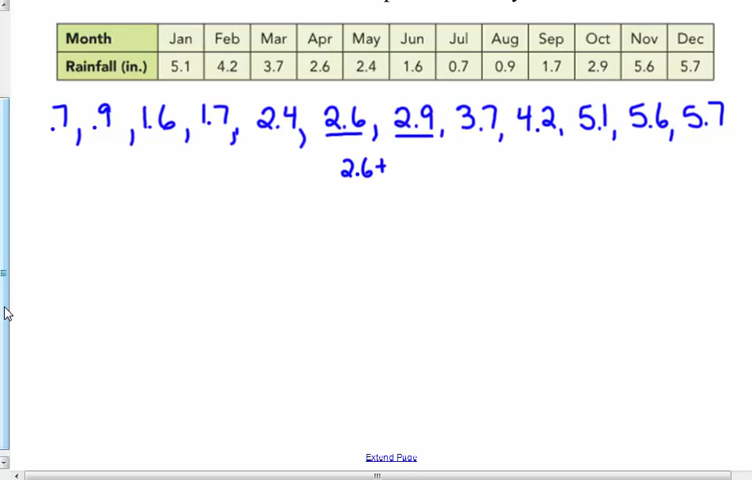 Month Jan Feb Mar Apr May Jun Jul Aug Sep Oct Nov Dec
Rainfall (in.) 5.1 4.2 3.7 2.6 2.4 1.6 0.7 0.9 1.7 2.9 5.6 5.7
.7, .9, 1.6, 1.7, 2.4, 2.6, 2.9, 3.7, 4.2, 5.1, 5.6, 5.7
2.6+
Extend Page